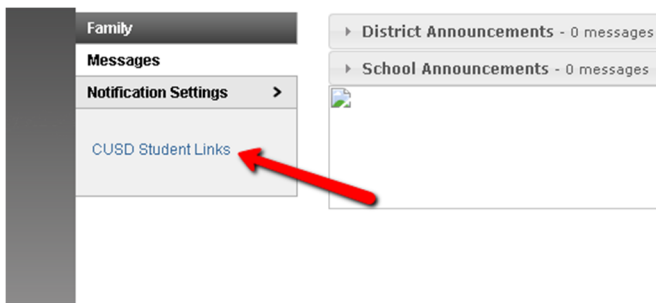 Family
Messages
Notification Settings >
CUSD Student Links
District Announcements - 0 messages
School Announcements - 0 messages